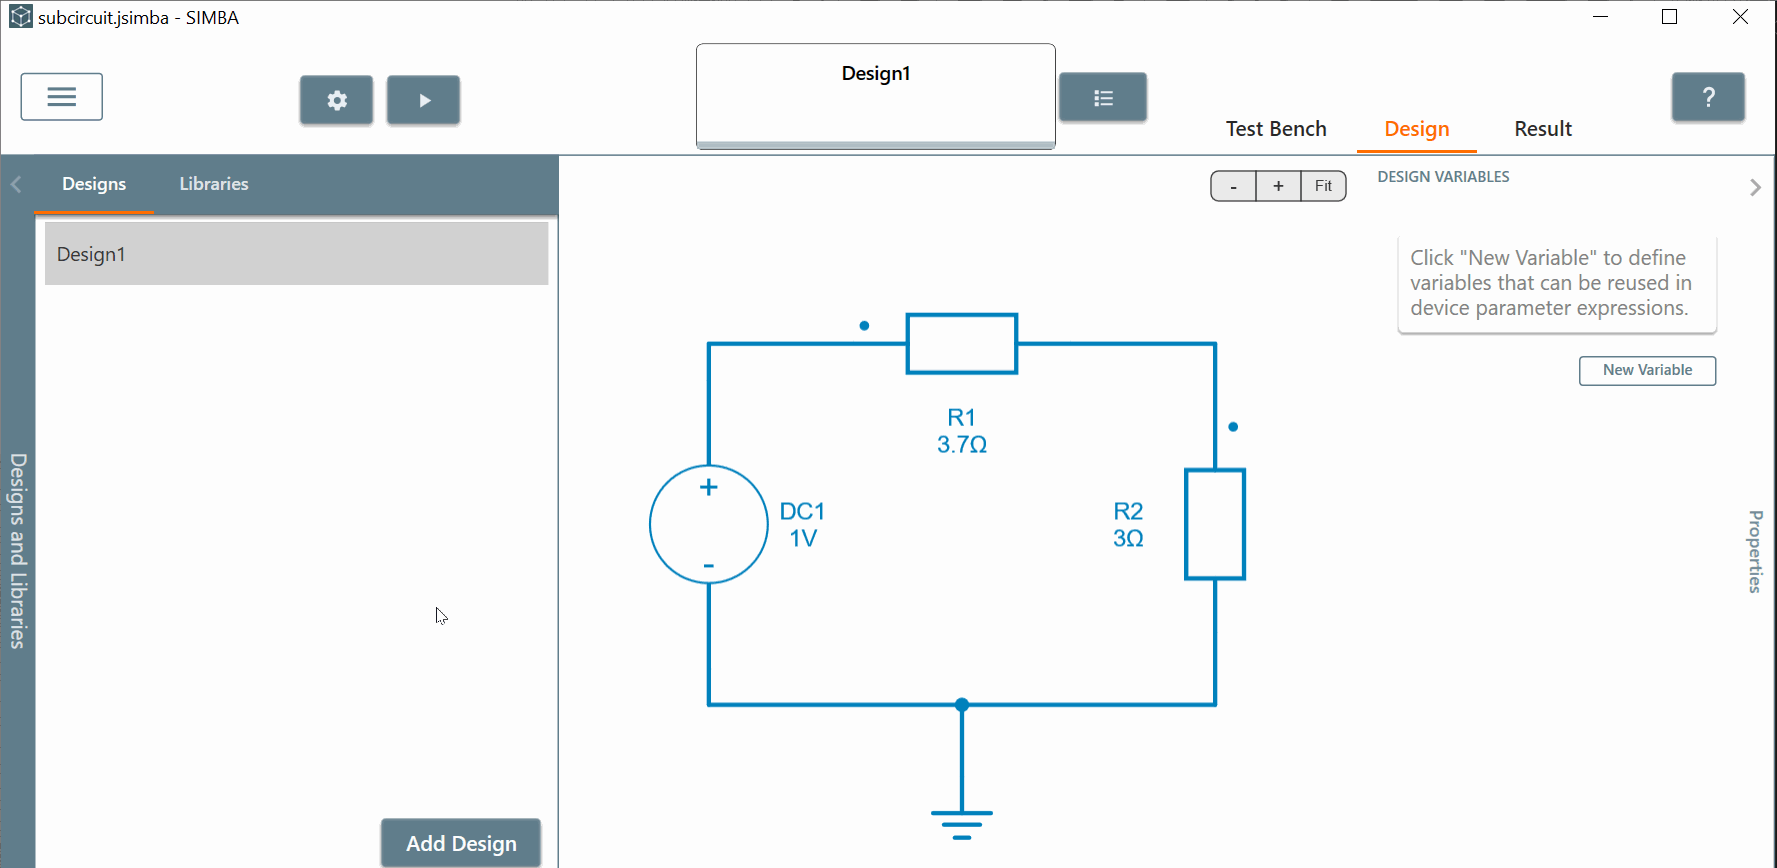 subcircuit.jsimba - SIMBA
Design1
?
Test Bench
Design
Result
Designs
Libraries
Design1
Designs and Libraries
Add Design
-
+
Fit
DESIGN VARIABLES
Click "New Variable" to define
variables that can be reused in
device parameter expressions.
New Variable
R1
3.7Ω
+
DC1
1V
-
R2
3Ω
Properties